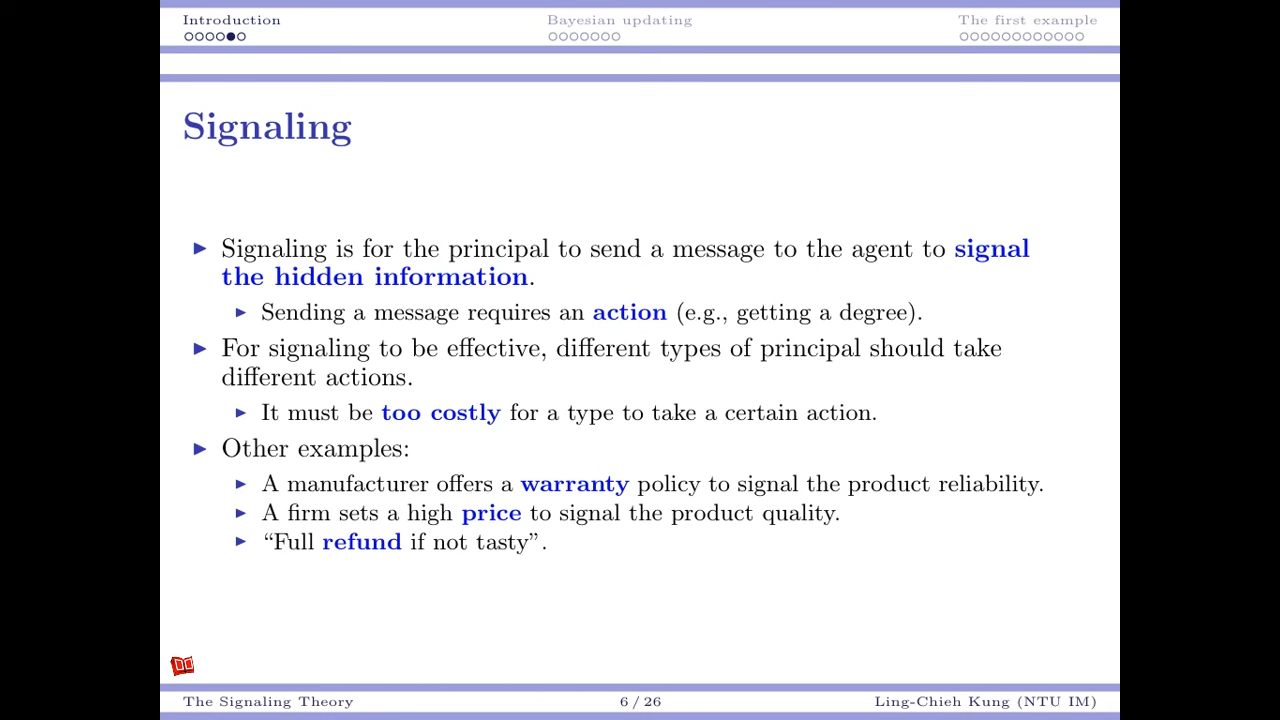 Introduction
Bayesian updating
The first example
Signaling
Signaling is for the principal to send a message to the agent to signal
the hidden information.
Sending a message requires an action (e.g., getting a degree).
For signaling to be effective, different types of principal should take
different actions.
It must be too costly for a type to take a certain action.
Other examples:
A manufacturer offers a warranty policy to signal the product reliability.
A firm sets a high price to signal the product quality.
“Full refund if not tasty”.
The Signaling Theory
6 / 26
Ling-Chieh Kung (NTU IM)